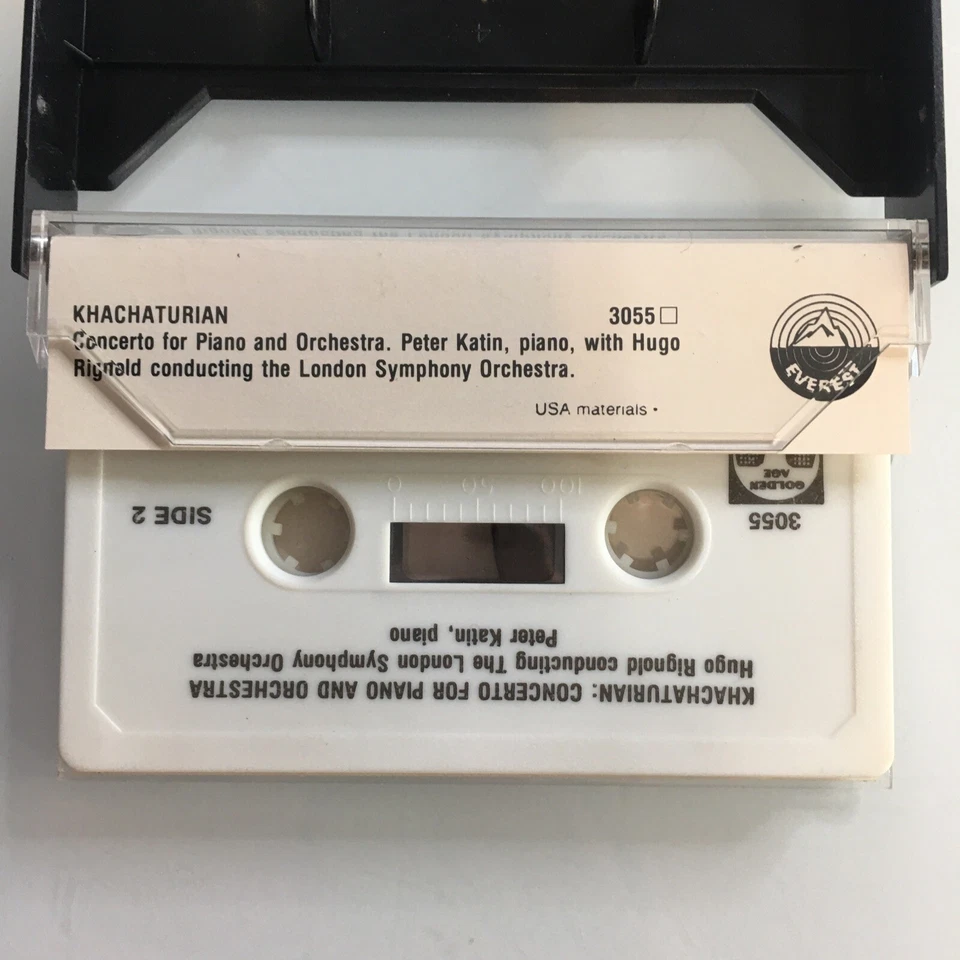 KHACHATURIAN 3055
Concerto for Piano and Orchestra. Peter Katin, piano, with Hugo
Rignold conducting the London Symphony Orchestra.
USA materials •
EVEREST
KHACHATURIAN: CONCERTO FOR PIANO AND ORCHESTRA
Hugo Rignold conducting The London Symphony Orchestra
Peter Katin, piano
3055
SIDE 2
GOLDEN
AGE
100 50 0
4